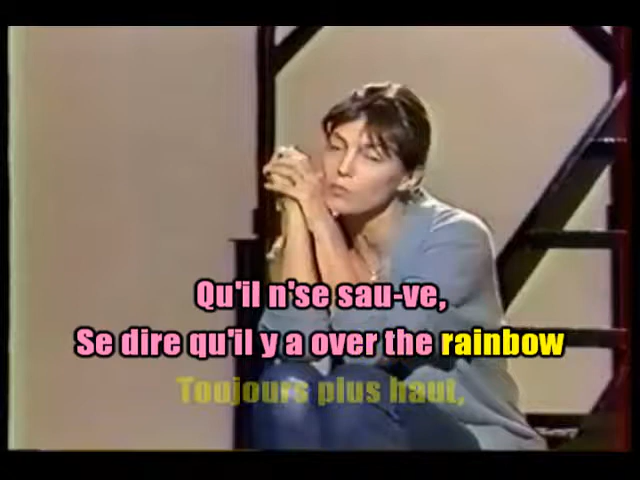 Qu'il n'se sau-ve,
Se dire qu'il y a over the rainbow
Toujours plus haut,